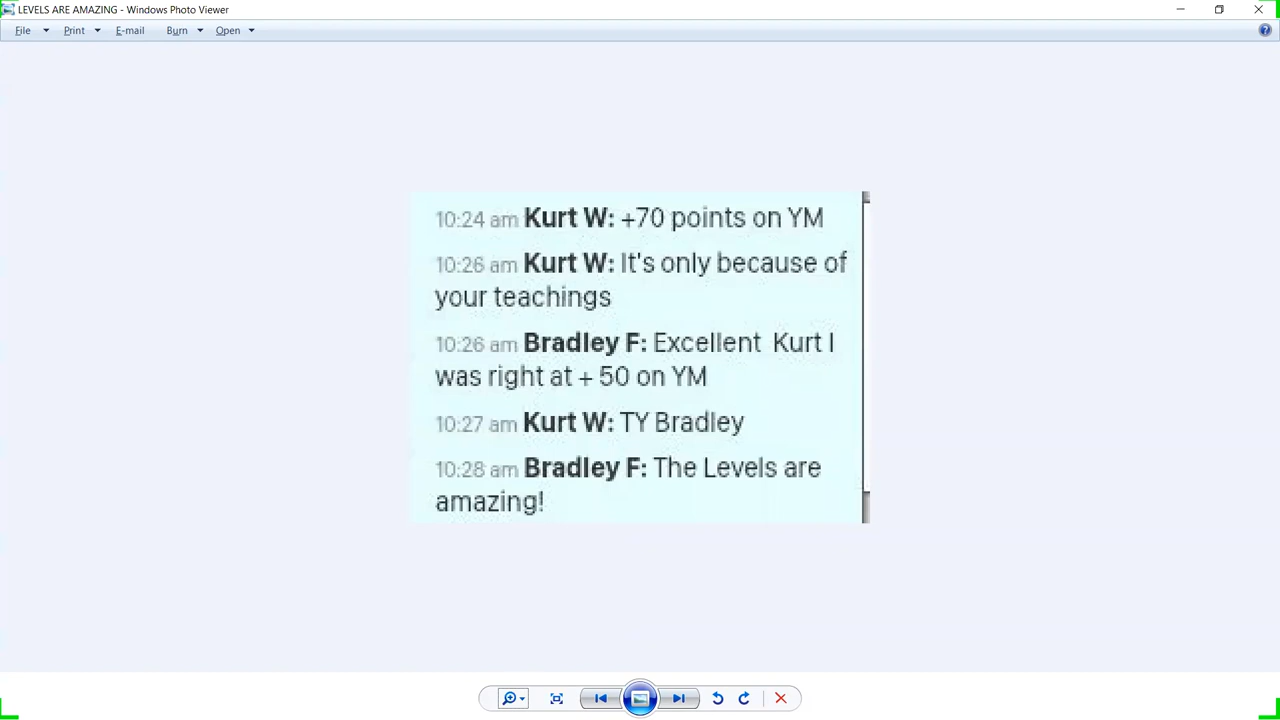 LEVELS ARE AMAZING - Windows Photo Viewer
File Print E-mail Burn Open
10:24 am Kurt W: +70 points on YM
10:26 am Kurt W: It's only because of
your teachings
10:26 am Bradley F: Excellent  Kurt I
was right at + 50 on YM
10:27 am Kurt W: TY Bradley
10:28 am Bradley F: The Levels are
amazing!